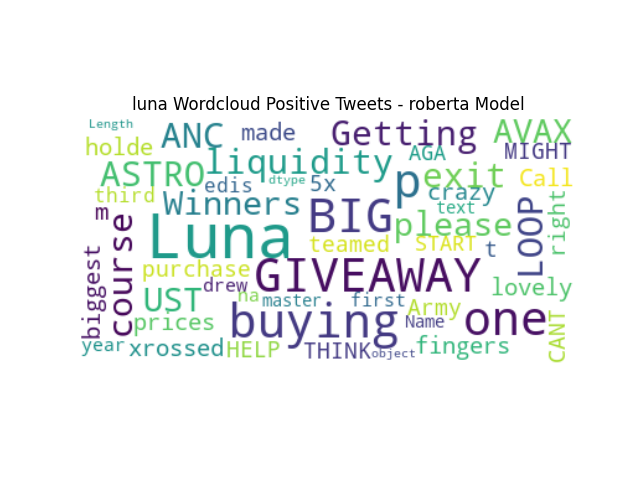 luna Wordcloud Positive Tweets - roberta Model
Length
holde
ANC
made
Getting
AVAX
MIGHT
AGA
liquidity
ASTRO
edis
dtype
5x
p
exit
Call
third
m
Winners
BIG
crazy
text
please
LOOP
right
course
Luna
teamed
START
t
biggest
purchase
GIVEAWAY
lovely
drew
na
master
first
UST
prices
buying
Army
Name
one
CANT
year
xrossed
HELP
THINK
object
fingers